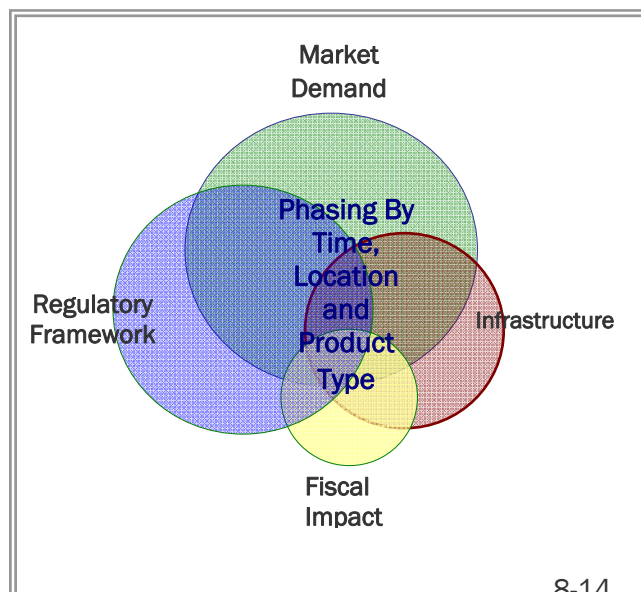 Market
Demand
Phasing By
Time,
Location
and
Product
Type
Regulatory
Framework
Infrastructure
Fiscal
Impact
8-14